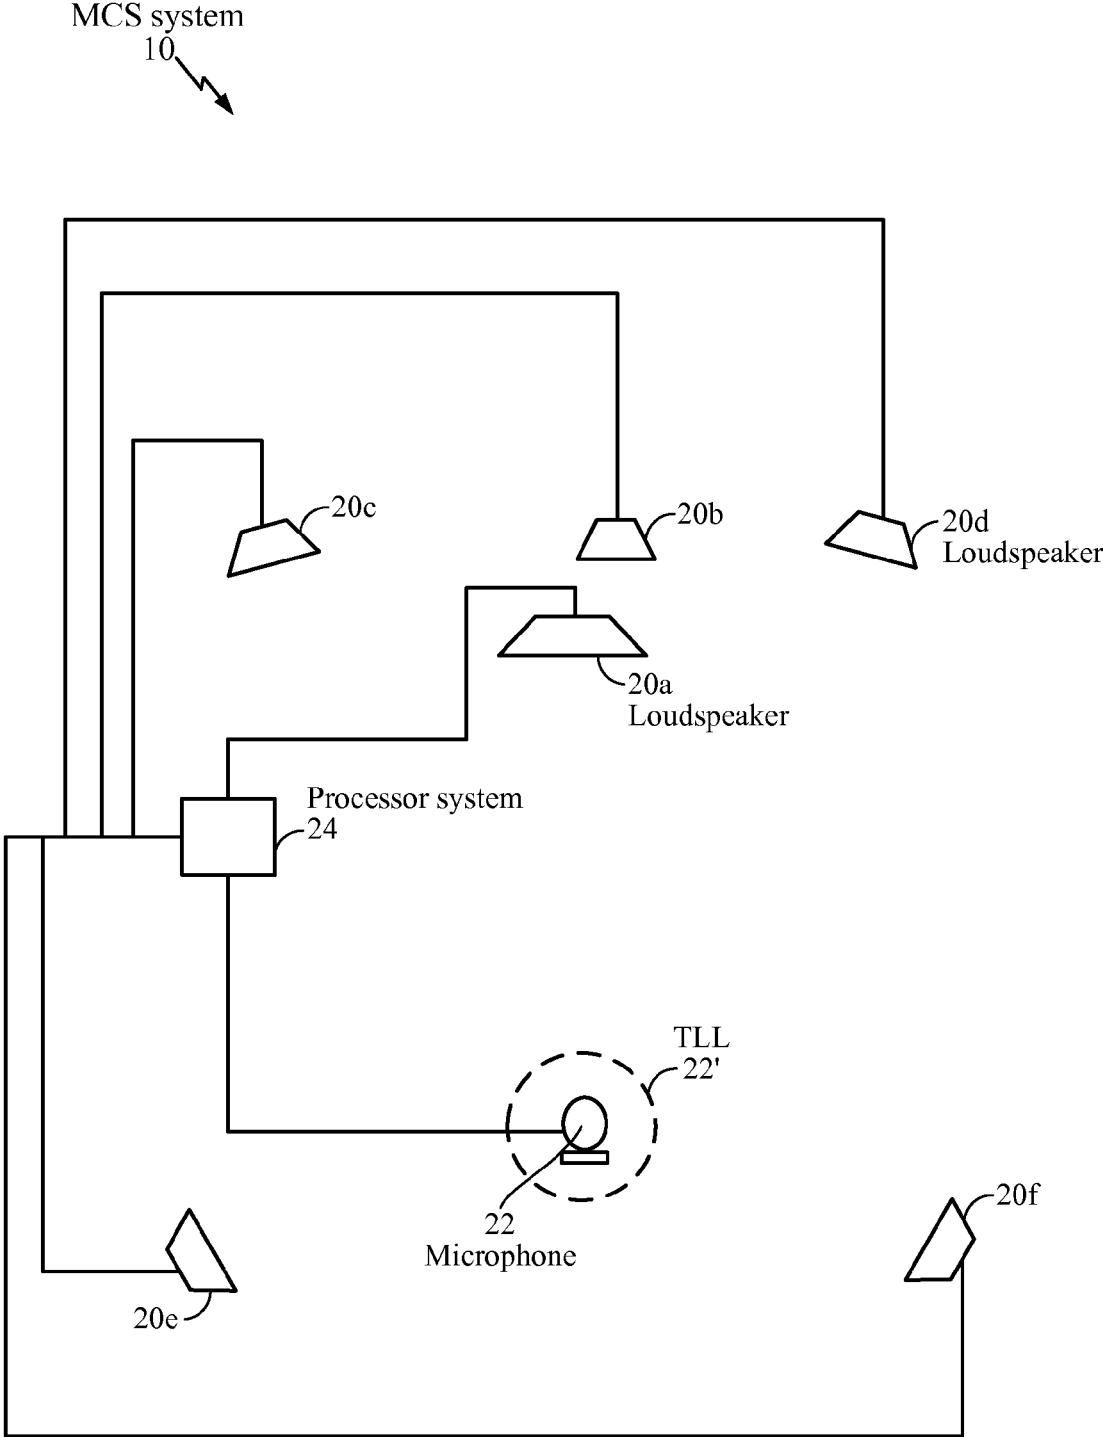 MCS system
10
20c
20b
20d
Loudspeaker
20a
Loudspeaker
Processor system
24
TLL
22'
20f
22
Microphone
20e